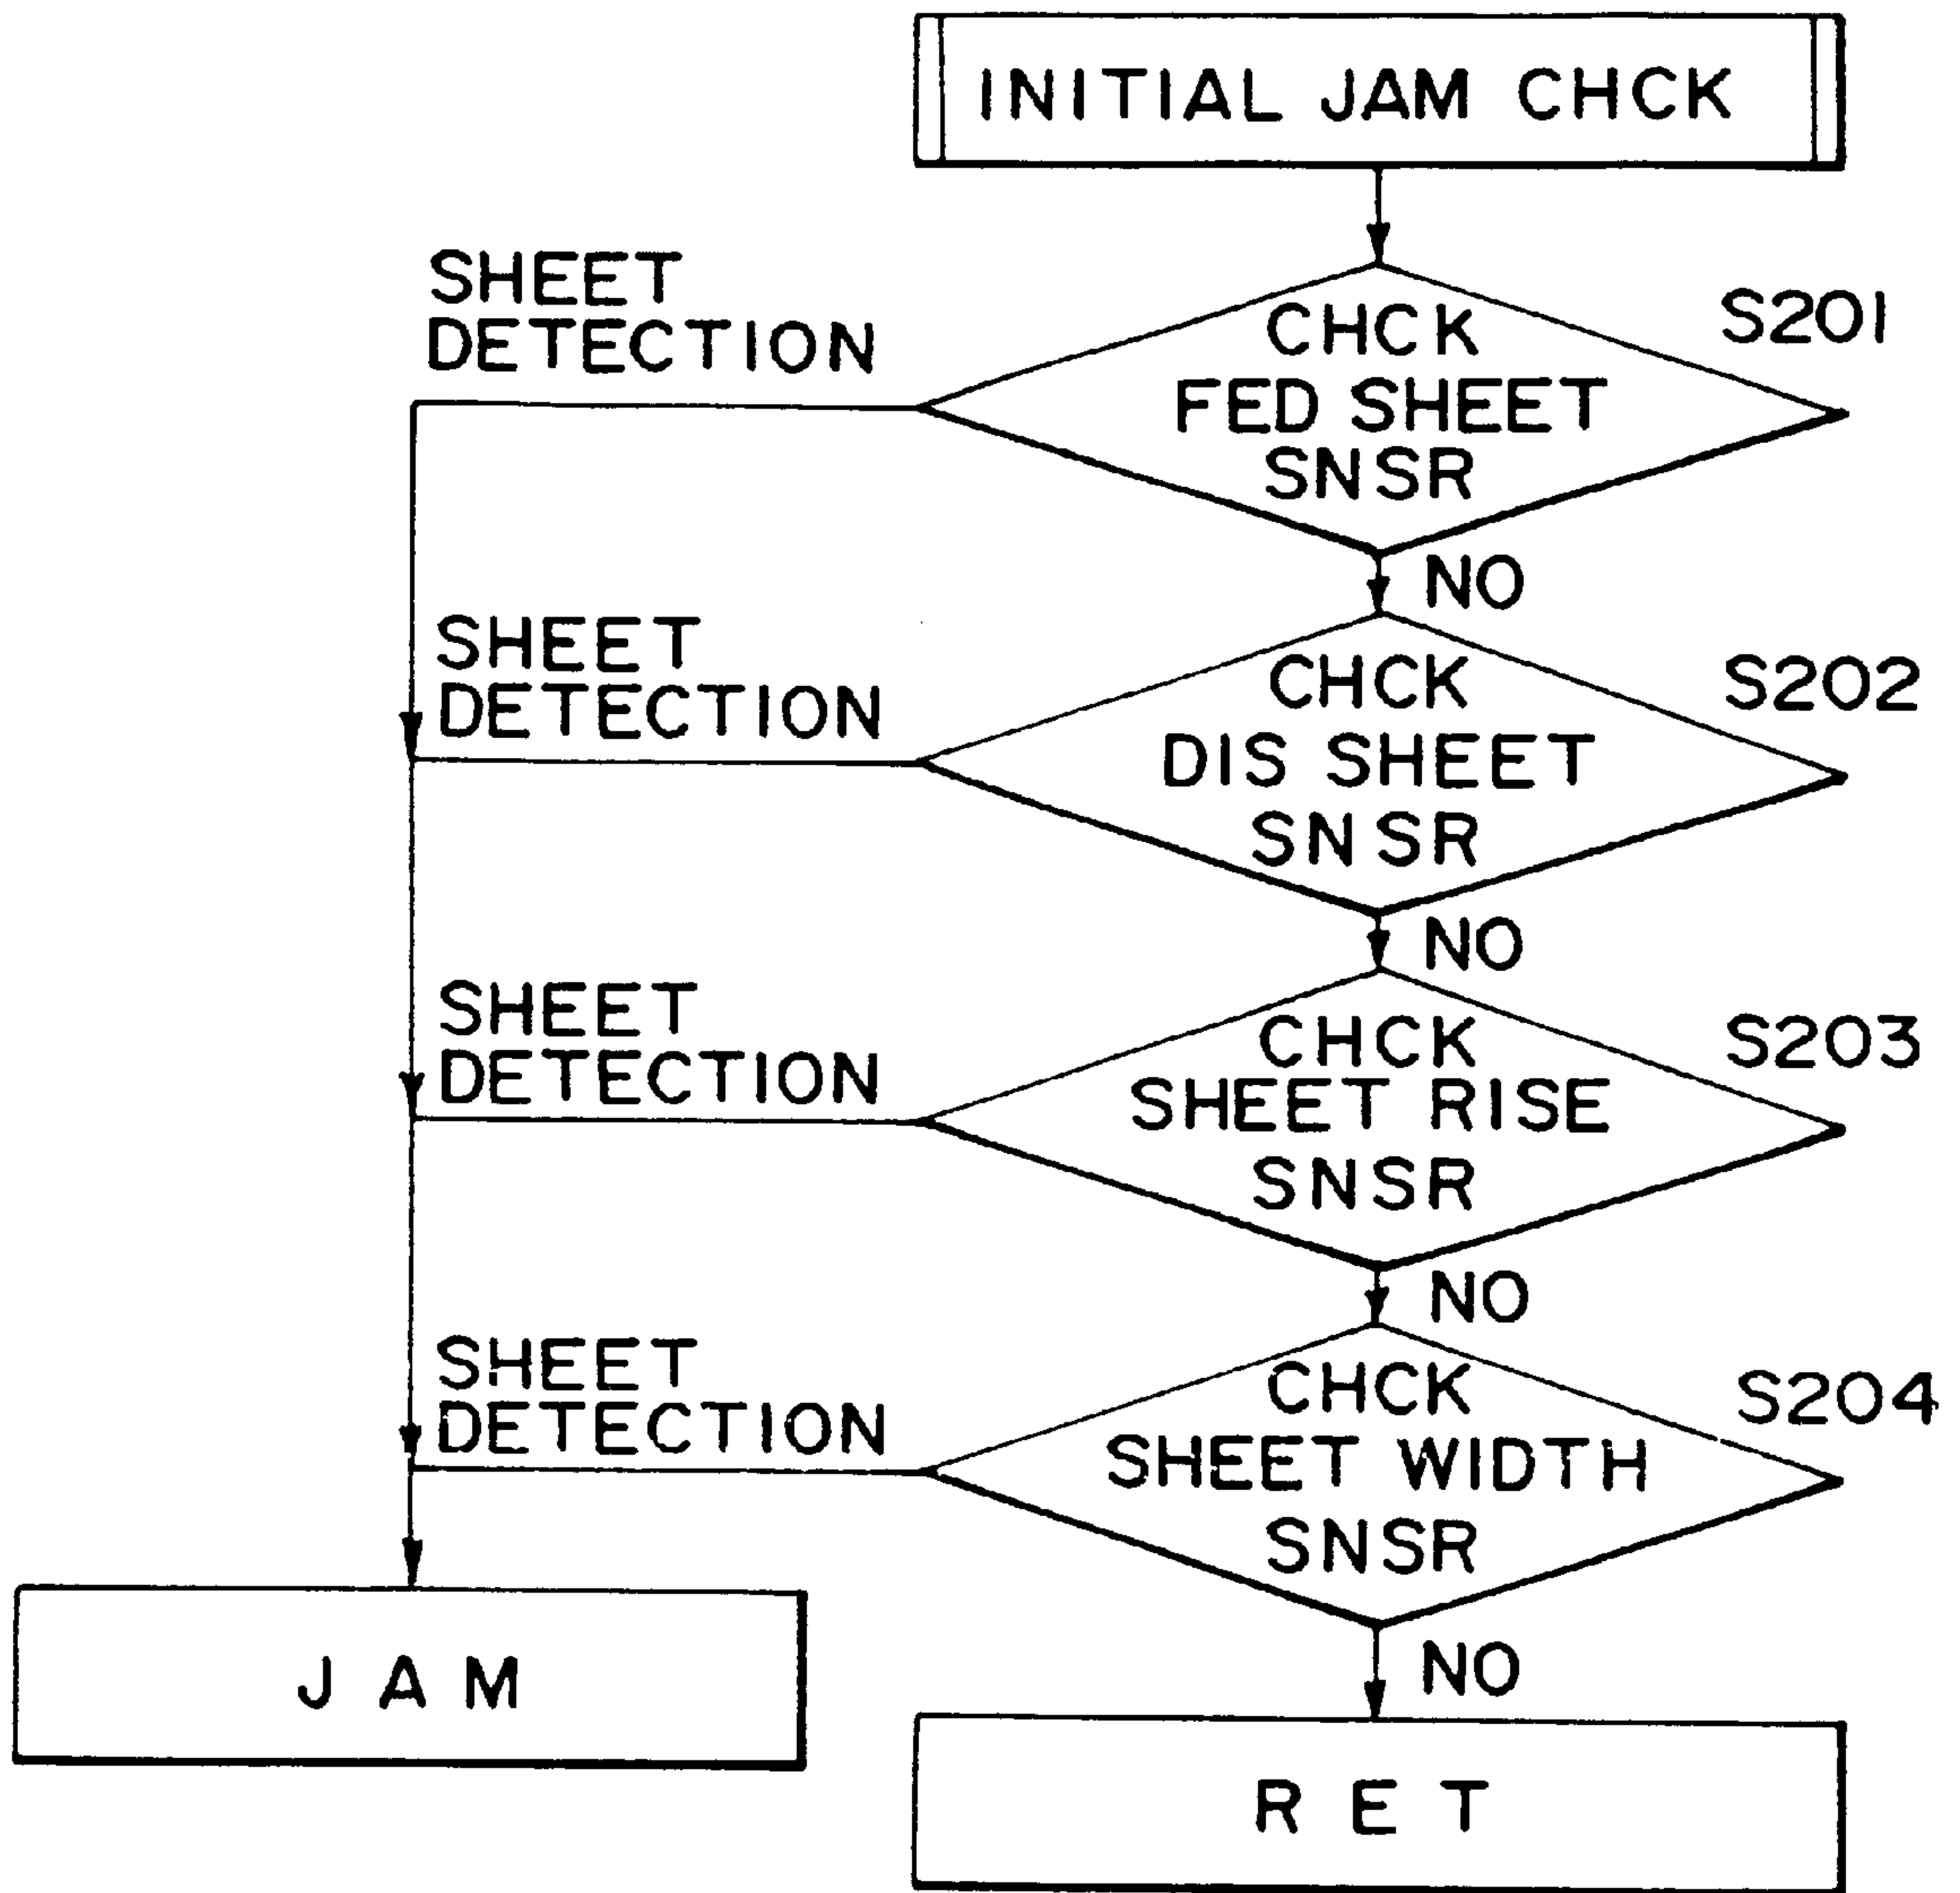 INITIAL JAM CHCK
SHEET
DETECTION
CHCK
FED SHEET
SNSR
S201
NO
SHEET
DETECTION
CHCK
DIS SHEET
SNSR
S202
NO
SHEET
DETECTION
CHCK
SHEET RISE
SNSR
S203
NO
SHEET
DETECTION
CHCK
SHEET WIDTH
SNSR
S204
NO
JAM
RET